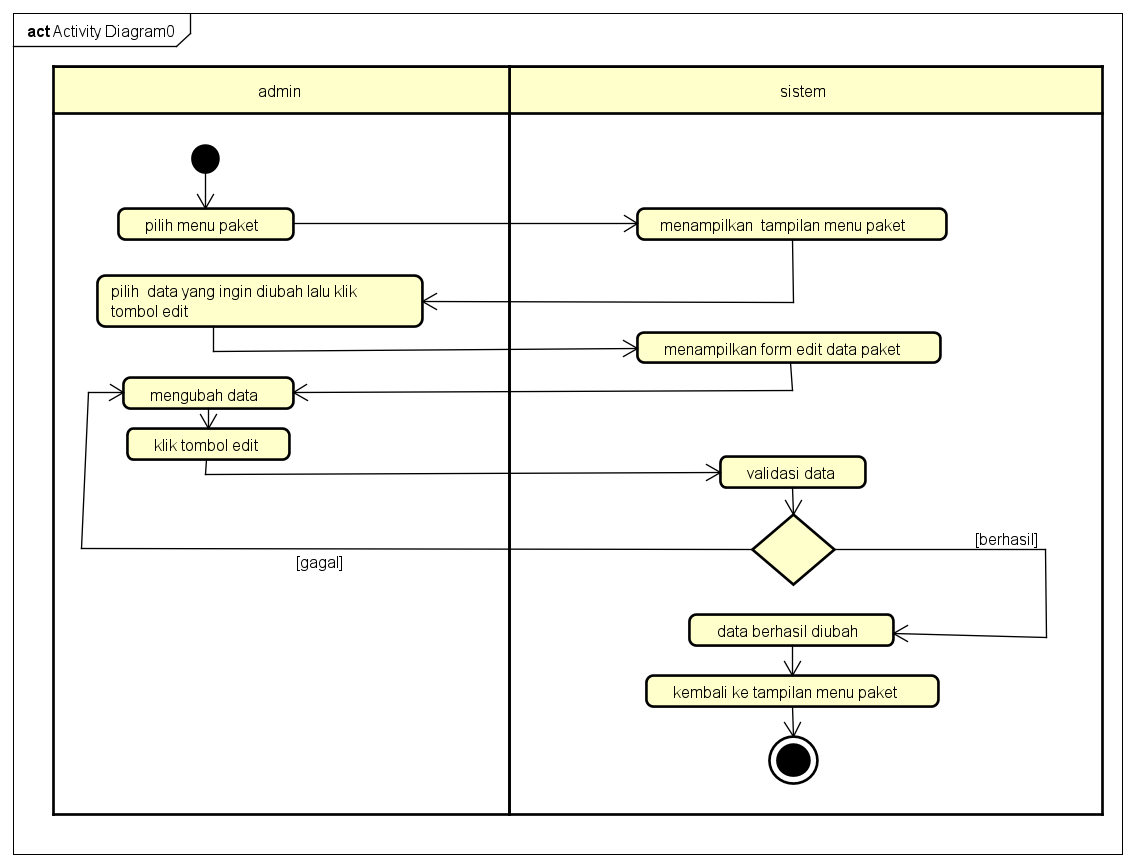 act Activity Diagram0
admin
sistem
pilih menu paket
menampilkan tampilan menu paket
pilih data yang ingin diubah lalu klik
tombol edit
menampilkan form edit data paket
mengubah data
klik tombol edit
validasi data
[berhasil]
[gagal]
data berhasil diubah
kembali ke tampilan menu paket